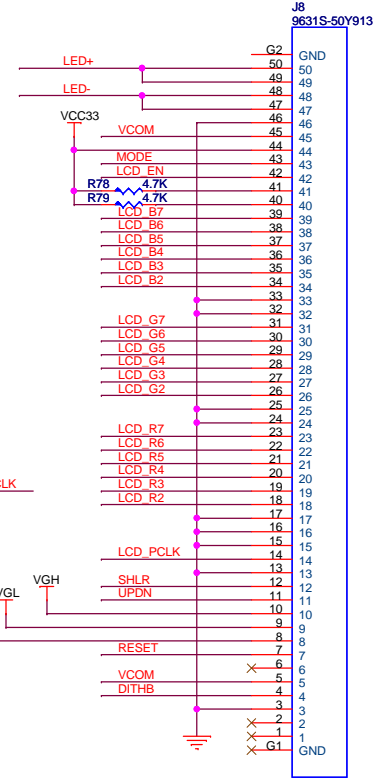 J8
9631S-50Y913
G2 GND
LED+ 50 50
49 49
LED- 48 48
47 47
VCC33 46 46
VCOM 45 45
44 44
MODE 43 43
LCD_EN 42 42
R78 4.7K 41 41
R79 4.7K 40 40
LCD_B7 39 39
LCD_B6 38 38
LCD_B5 37 37
LCD_B4 36 36
LCD_B3 35 35
LCD_B2 34 34
33 33
32 32
LCD_G7 31 31
LCD_G6 30 30
LCD_G5 29 29
LCD_G4 28 28
LCD_G3 27 27
LCD_G2 26 26
25 25
24 24
LCD_R7 23 23
LCD_R6 22 22
LCD_R5 21 21
LCD_R4 20 20
CLK LCD_R3 19 19
LCD_R2 18 18
17 17
16 16
15 15
LCD_PCLK 14 14
13 13
VGH SHLR 12 12
VGL UPDN 11 11
10 10
9 9
8 8
RESET 7 7
6 6
VCOM 5 5
DITHB 4 4
3 3
2 2
1 1
G1 GND